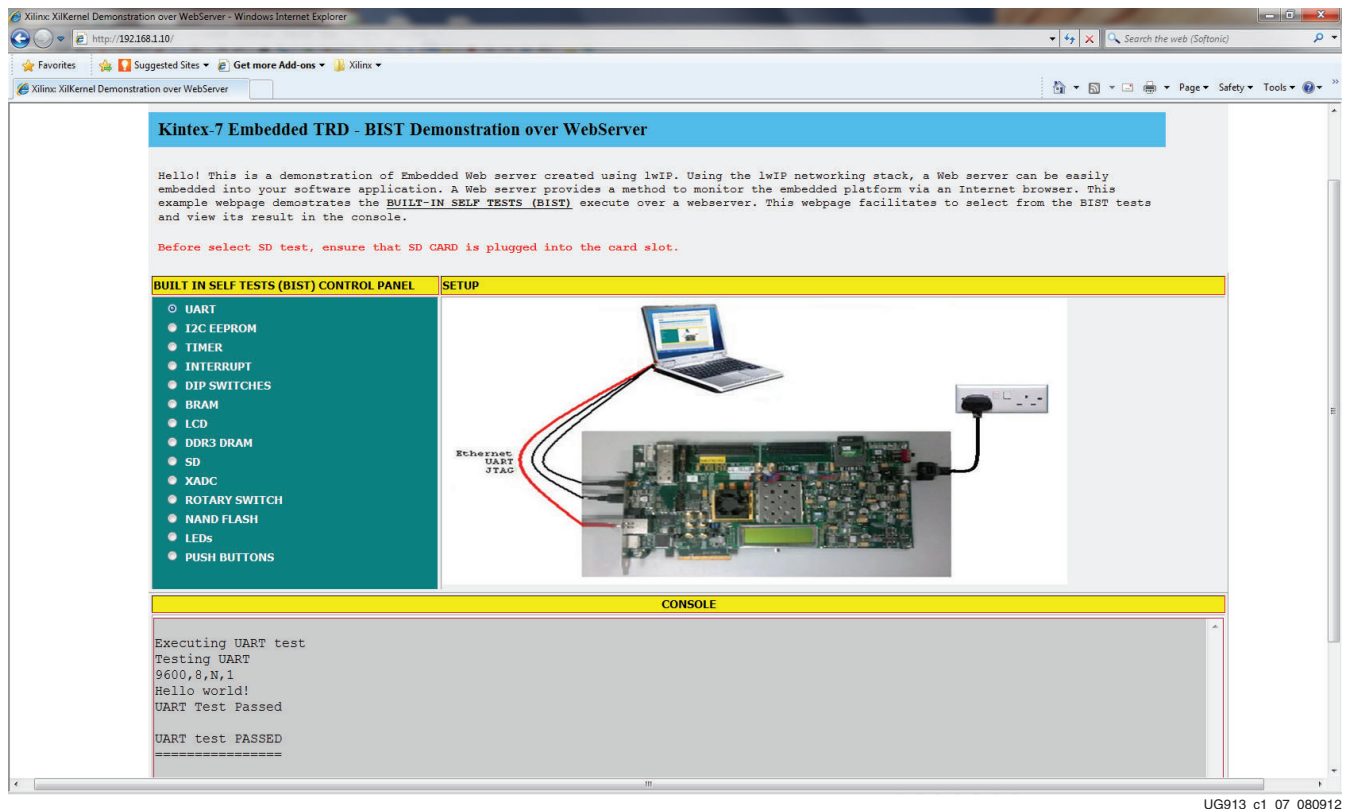 Xilinx: XilKernel Demonstration over WebServer - Windows Internet Explorer
http://192.168.1.10/
Search the web (Softonic)
Favorites Suggested Sites Get more Add-ons Xilinx
Xilinx: XilKernel Demonstration over WebServer Page Safety Tools
Kintex-7 Embedded TRD - BIST Demonstration over WebServer
Hello! This is a demonstration of Embedded Web server created using lwIP. Using the lwIP networking stack, a Web server can be easily
embedded into your software application. A Web server provides a method to monitor the embedded platform via an Internet browser. This
example webpage demostrates the BUILT-IN SELF TESTS (BIST) execute over a webserver. This webpage facilitates to select from the BIST tests
and view its result in the console.
Before select SD test, ensure that SD CARD is plugged into the card slot.
BUILT IN SELF TESTS (BIST) CONTROL PANEL
UART
I2C EEPROM
TIMER
INTERRUPT
DIP SWITCHES
BRAM
LCD
DDR3 DRAM
SD
XADC
ROTARY SWITCH
NAND FLASH
LEDs
PUSH BUTTONS
SETUP
Ethernet
UART
JTAG
CONSOLE
Executing UART test
Testing UART
9600,8,N,1
Hello world!
UART Test Passed
UART test PASSED
================
UG913_c1_07_080912